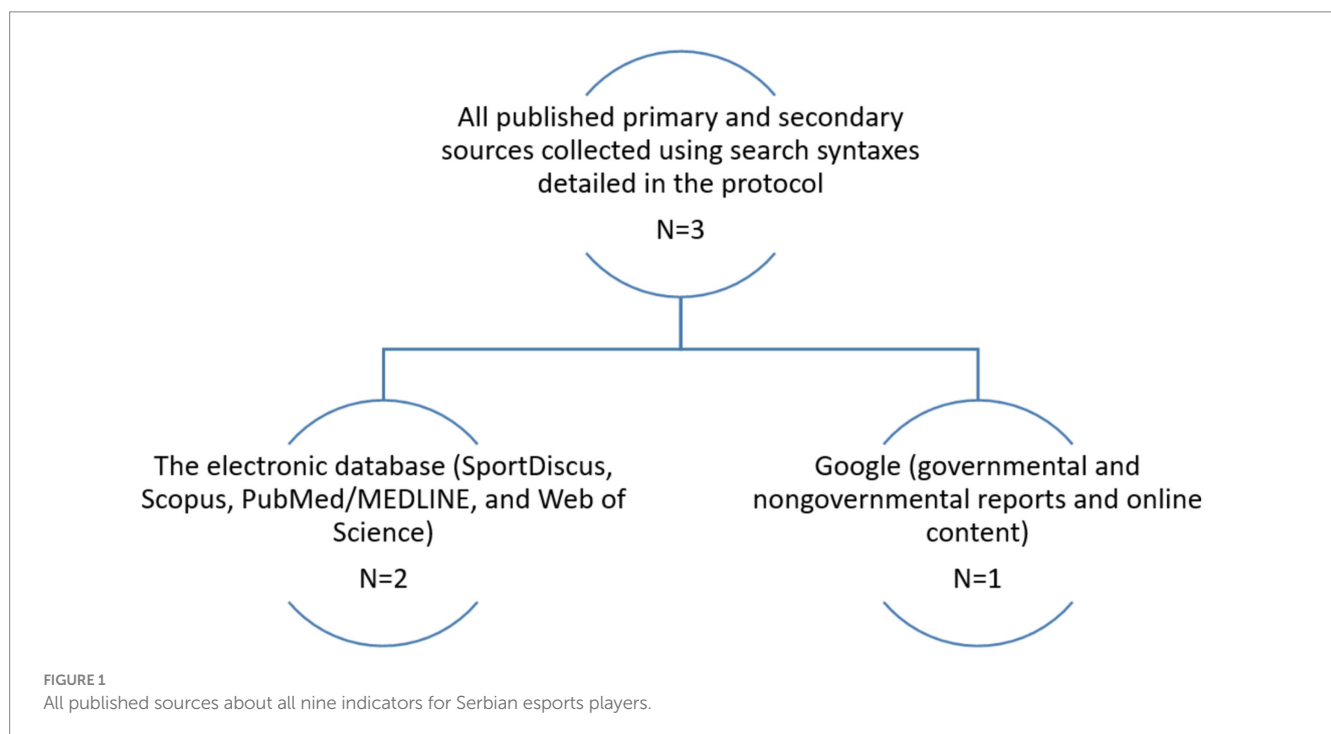 All published primary and secondary
sources collected using search syntaxes
detailed in the protocol
N=3
The electronic database (SportDiscus,
Scopus, PubMed/MEDLINE, and Web of
Science)
N=2
Google (governmental and
nongovernmental reports and online
content)
N=1
FIGURE 1
All published sources about all nine indicators for Serbian esports players.